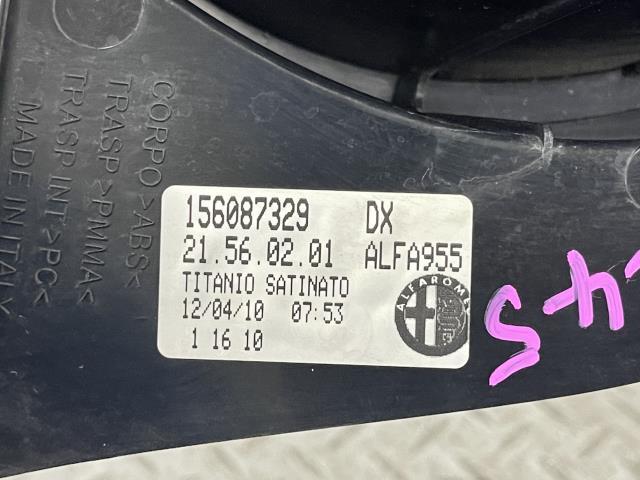 CORPO >ABS<
TRASP >PMMA<
TRASP INT >PC<
MADE IN ITALY
156087329 DX
21.56.02.01 ALFA955
TITANIO SATINATO
12/04/10 07:53
1 16 10
ALFA ROMEO